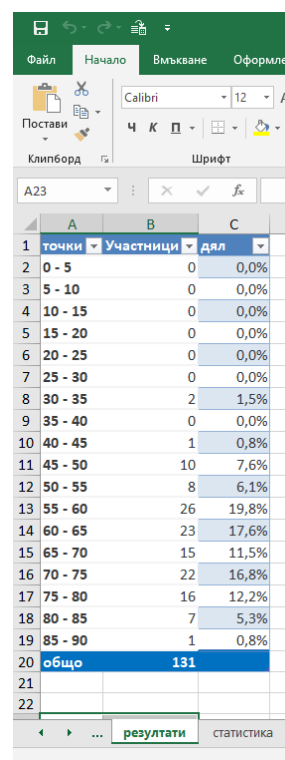 Файл Начало Вмъкване Оформле
Постави
Calibri 12
Ч К П
Клипборд Шрифт
A23 fx
A B C
1 точки Участници дял
2 0 - 5 0 0,0%
3 5 - 10 0 0,0%
4 10 - 15 0 0,0%
5 15 - 20 0 0,0%
6 20 - 25 0 0,0%
7 25 - 30 0 0,0%
8 30 - 35 2 1,5%
9 35 - 40 0 0,0%
10 40 - 45 1 0,8%
11 45 - 50 10 7,6%
12 50 - 55 8 6,1%
13 55 - 60 26 19,8%
14 60 - 65 23 17,6%
15 65 - 70 15 11,5%
16 70 - 75 22 16,8%
17 75 - 80 16 12,2%
18 80 - 85 7 5,3%
19 85 - 90 1 0,8%
20 общо 131
21
22
... резултати статистика